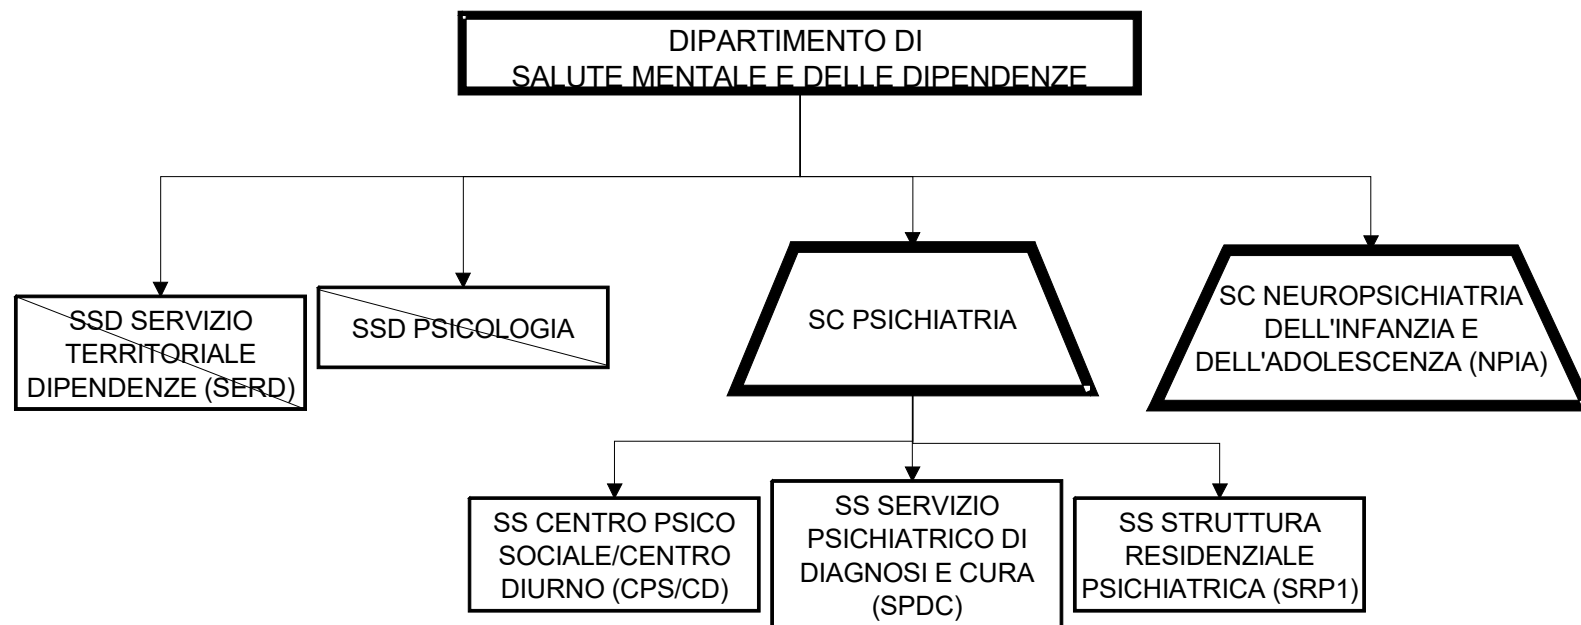 DIPARTIMENTO DI
SALUTE MENTALE E DELLE DIPENDENZE
SSD SERVIZIO
TERRITORIALE
DIPENDENZE (SERD)
SSD PSICOLOGIA
SC PSICHIATRIA
SC NEUROPSICHIATRIA
DELL'INFANZIA E
DELL'ADOLESCENZA (NPIA)
SS CENTRO PSICO
SOCIALE/CENTRO
DIURNO (CPS/CD)
SS SERVIZIO
PSICHIATRICO DI
DIAGNOSI E CURA
(SPDC)
SS STRUTTURA
RESIDENZIALE
PSICHIATRICA (SRP1)